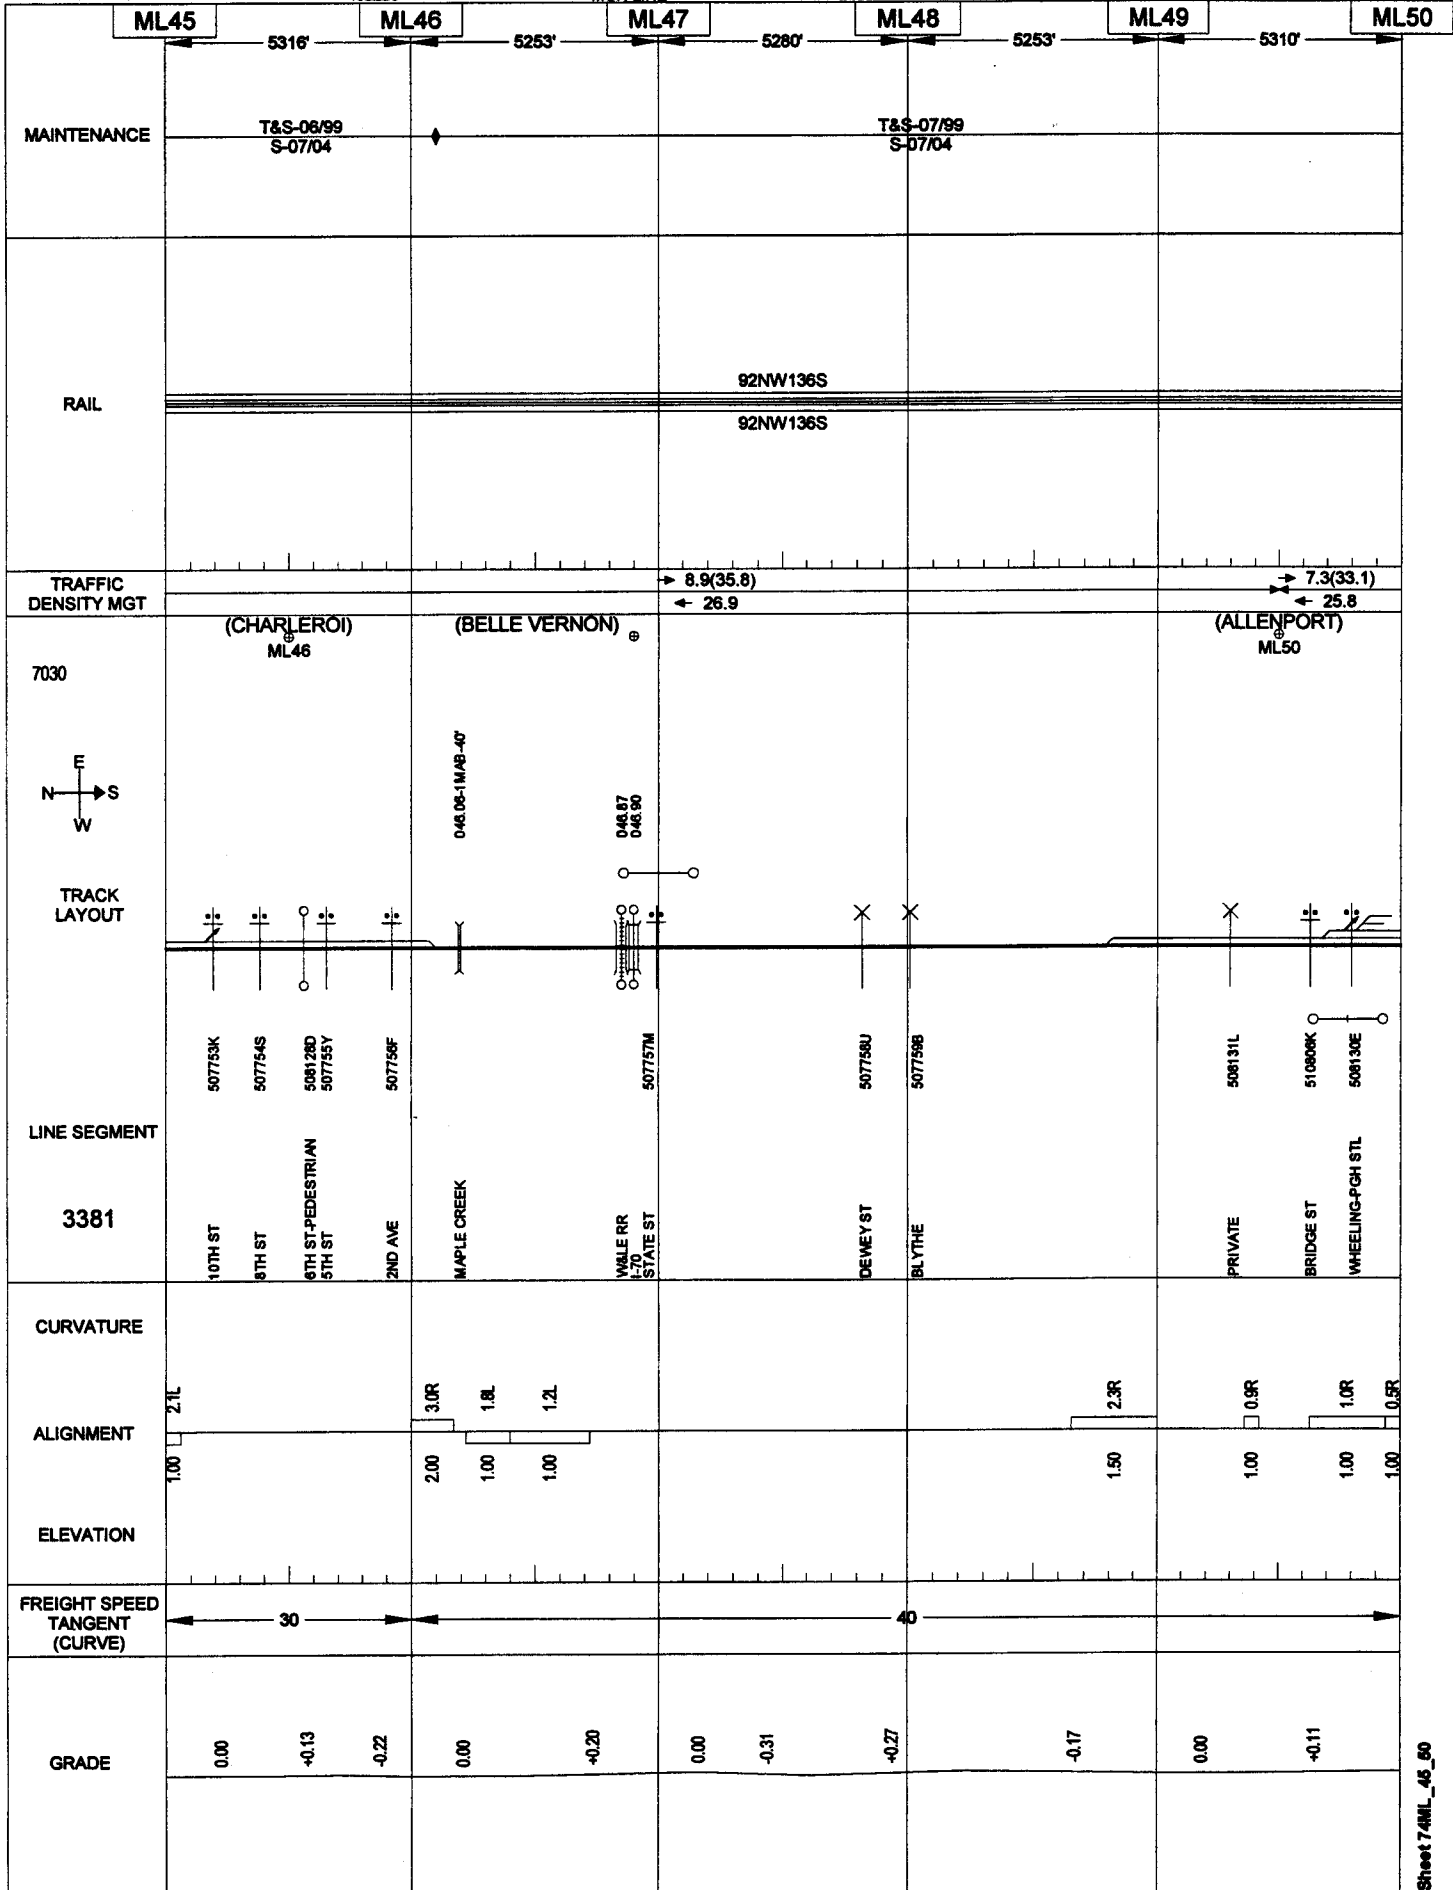 ML45 ML46 ML47 ML48 ML49 ML50
5316' 5253' 5280' 5253' 5310'
MAINTENANCE
T&S-06/99
S-07/04
T&S-07/99
S-07/04
RAIL
92NW136S
92NW136S
TRAFFIC
DENSITY MGT
8.9(35.8)
26.9
7.3(33.1)
25.8
(CHARLEROI)
ML46
(BELLE VERNON)
(ALLENPORT)
ML50
7030
E
N S
W
046.06-1MAB-40'
046.87
046.90
TRACK
LAYOUT
507753K
507754S
508128D
507755Y
507756F
507757M
507758U
507759B
508131L
510806K
508130E
LINE SEGMENT
3381
10TH ST
8TH ST
6TH ST-PEDESTRIAN
5TH ST
2ND AVE
MAPLE CREEK
W&LE RR
I-70
STATE ST
DEWEY ST
BLYTHE
PRIVATE
BRIDGE ST
WHEELING-PGH STL
CURVATURE
2.1L
3.0R
1.8L
1.2L
2.3R
0.9R
1.0R
0.5R
ALIGNMENT
1.00
2.00
1.00
1.00
1.50
1.00
1.00
1.00
ELEVATION
FREIGHT SPEED
TANGENT
(CURVE)
30
40
GRADE
0.00
+0.13
-0.22
0.00
+0.20
0.00
-0.31
+0.27
-0.17
0.00
+0.11
Sheet 74ML_45_50